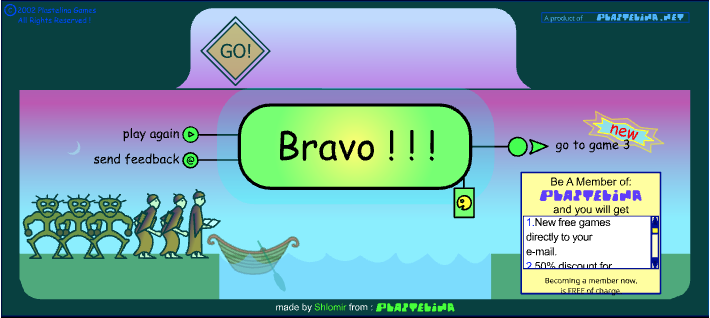 ©2002 Plastelina Games
All Rights Reserved !
A product of PLASTELINA.NET
GO!
new
play again
send feedback
@
Bravo ! ! !
go to game 3
Be A Member of:
PLASTELINA
and you will get
1.New free games
directly to your
e-mail.
2.50% discount for
Becoming a member now,
is FREE of charge
made by Shlomir from : PLASTELINA